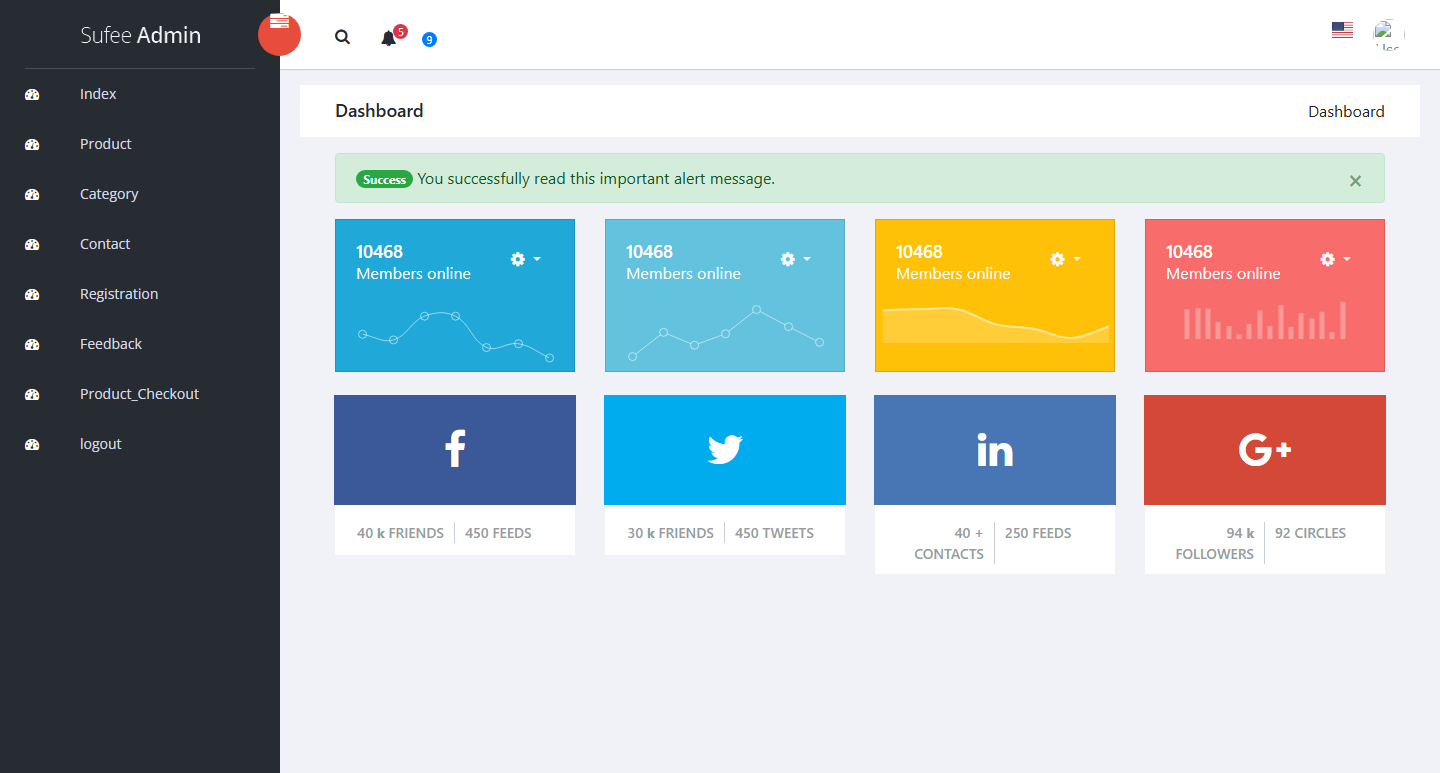 Sufee Admin
5
9
Index
Product
Category
Contact
Registration
Feedback
Product_Checkout
logout
Dashboard
Dashboard
Success You successfully read this important alert message.
×
10468
Members online
10468
Members online
10468
Members online
10468
Members online
40 k FRIENDS
450 FEEDS
30 k FRIENDS
450 TWEETS
40 +
CONTACTS
250 FEEDS
94 k
FOLLOWERS
92 CIRCLES